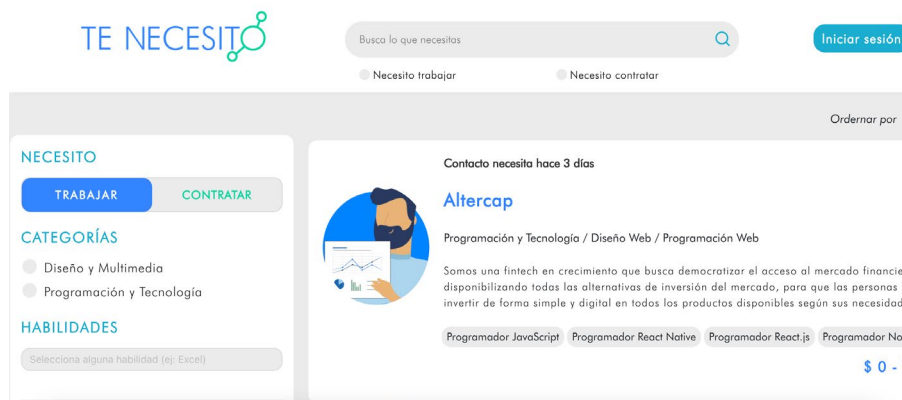 TE NECESITO
Busca lo que necesitas
Iniciar sesión
Necesito trabajar
Necesito contratar
Ordernar por
NECESITO
TRABAJAR
CONTRATAR
CATEGORÍAS
Diseño y Multimedia
Programación y Tecnología
HABILIDADES
Selecciona alguna habilidad (ej: Excel)
Contacto necesita hace 3 días
Altercap
Programación y Tecnología / Diseño Web / Programación Web
Somos una fintech en crecimiento que busca democratizar el acceso al mercado financie
disponibilizando todas las alternativas de inversión del mercado, para que las personas
invertir de forma simple y digital en todos los productos disponibles según sus necesidad
Programador JavaScript Programador React Native Programador React.js Programador No
$ 0 -